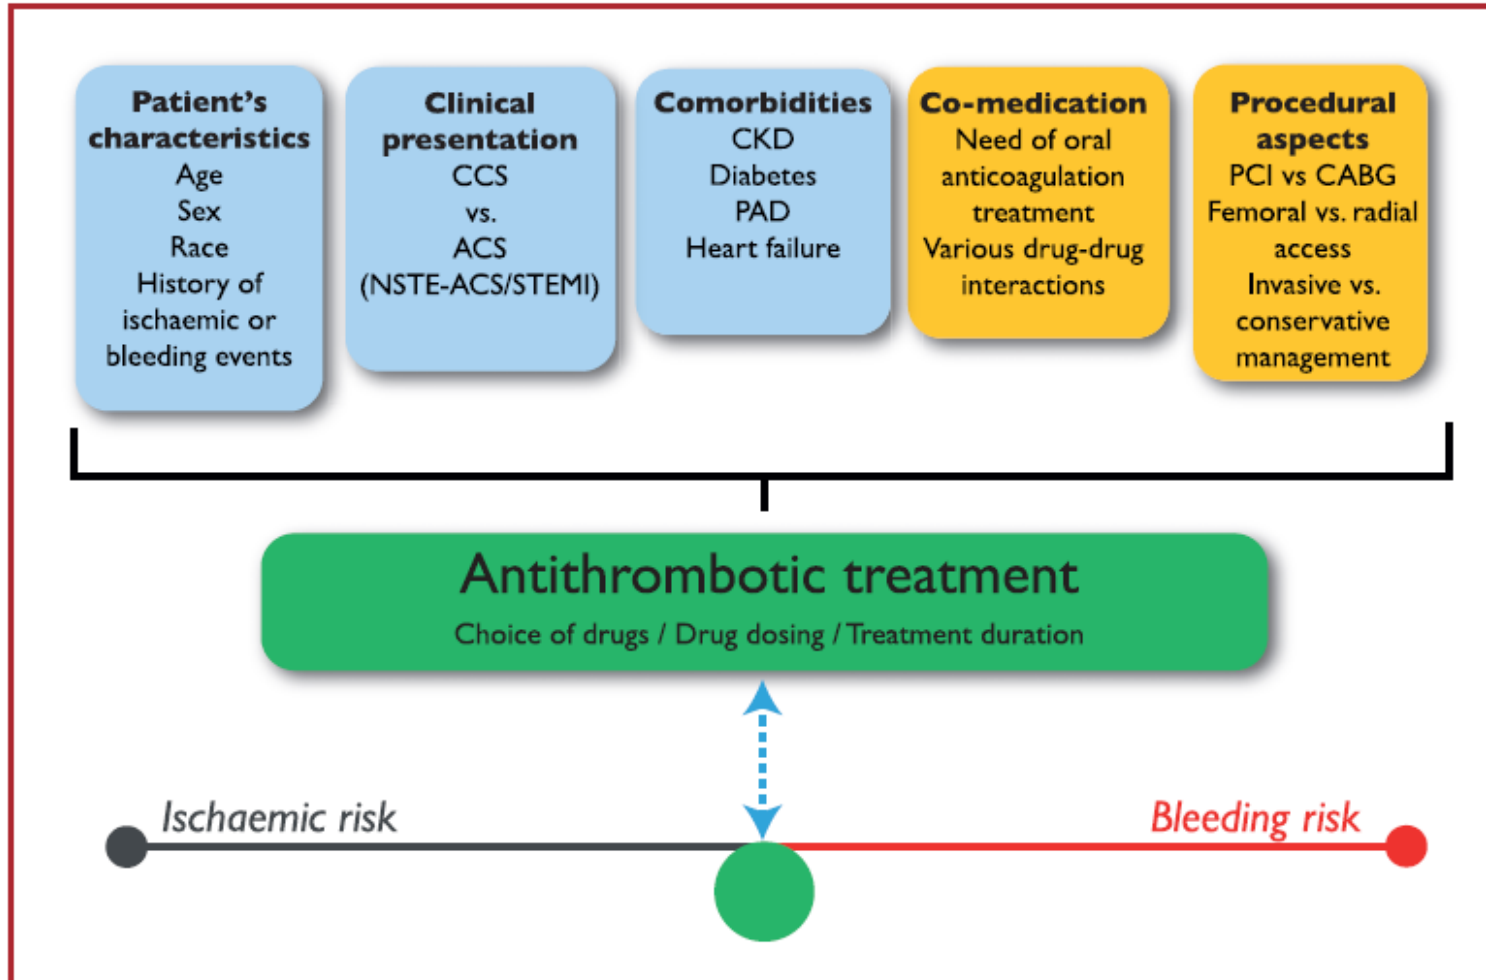 Patient's
characteristics
Age
Sex
Race
History of
ischaemic or
bleeding events
Clinical
presentation
CCS
vs.
ACS
(NSTE-ACS/STEMI)
Comorbidities
CKD
Diabetes
PAD
Heart failure
Co-medication
Need of oral
anticoagulation
treatment
Various drug-drug
interactions
Procedural
aspects
PCI vs CABG
Femoral vs. radial
access
Invasive vs.
conservative
management
Antithrombotic treatment
Choice of drugs / Drug dosing / Treatment duration
Ischaemic risk
Bleeding risk